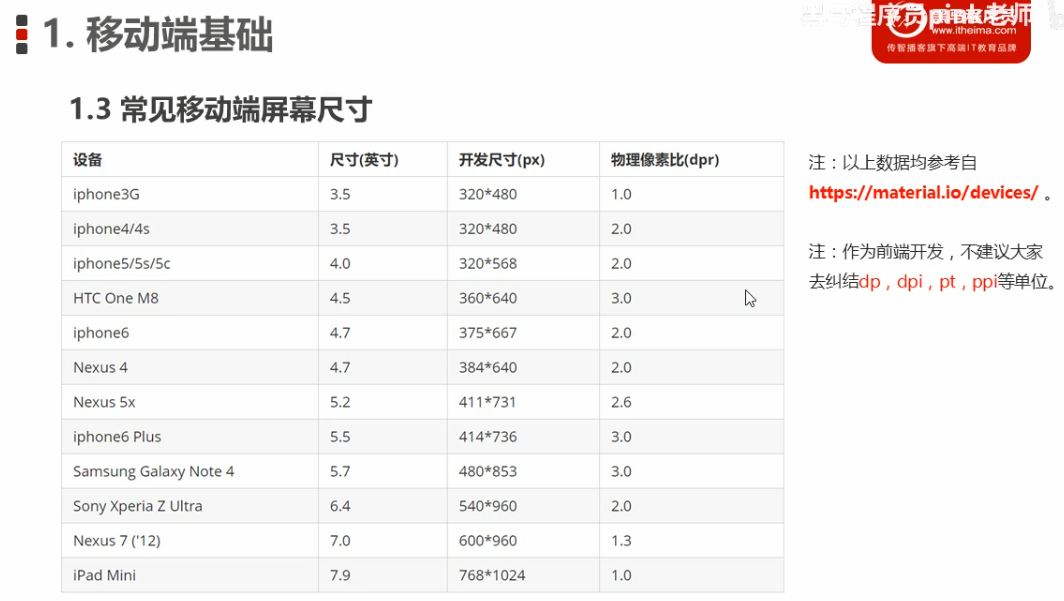 1. 移动端基础
程序员pink老师
www.itheima.com
传智播客旗下高端IT教育品牌
1.3 常见移动端屏幕尺寸
设备 尺寸(英寸) 开发尺寸(px) 物理像素比(dpr)
iphone3G 3.5 320*480 1.0
iphone4/4s 3.5 320*480 2.0
iphone5/5s/5c 4.0 320*568 2.0
HTC One M8 4.5 360*640 3.0
iphone6 4.7 375*667 2.0
Nexus 4 4.7 384*640 2.0
Nexus 5x 5.2 411*731 2.6
iphone6 Plus 5.5 414*736 3.0
Samsung Galaxy Note 4 5.7 480*853 3.0
Sony Xperia Z Ultra 6.4 540*960 2.0
Nexus 7 ('12) 7.0 600*960 1.3
iPad Mini 7.9 768*1024 1.0
注：以上数据均参考自
https://material.io/devices/ 。
注：作为前端开发，不建议大家
去纠结dp，dpi，pt，ppi等单位。